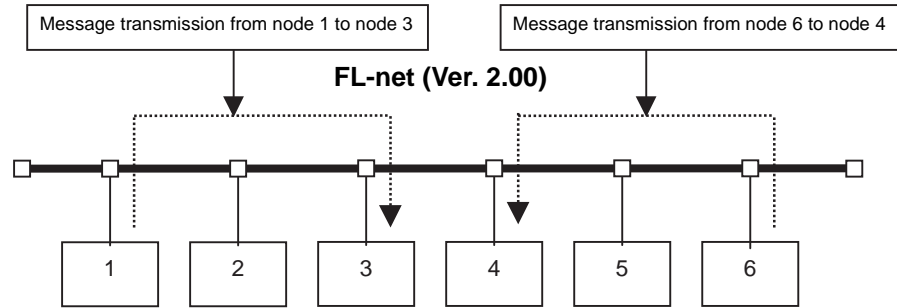 Message transmission from node 1 to node 3
Message transmission from node 6 to node 4
FL-net (Ver. 2.00)
1
2
3
4
5
6